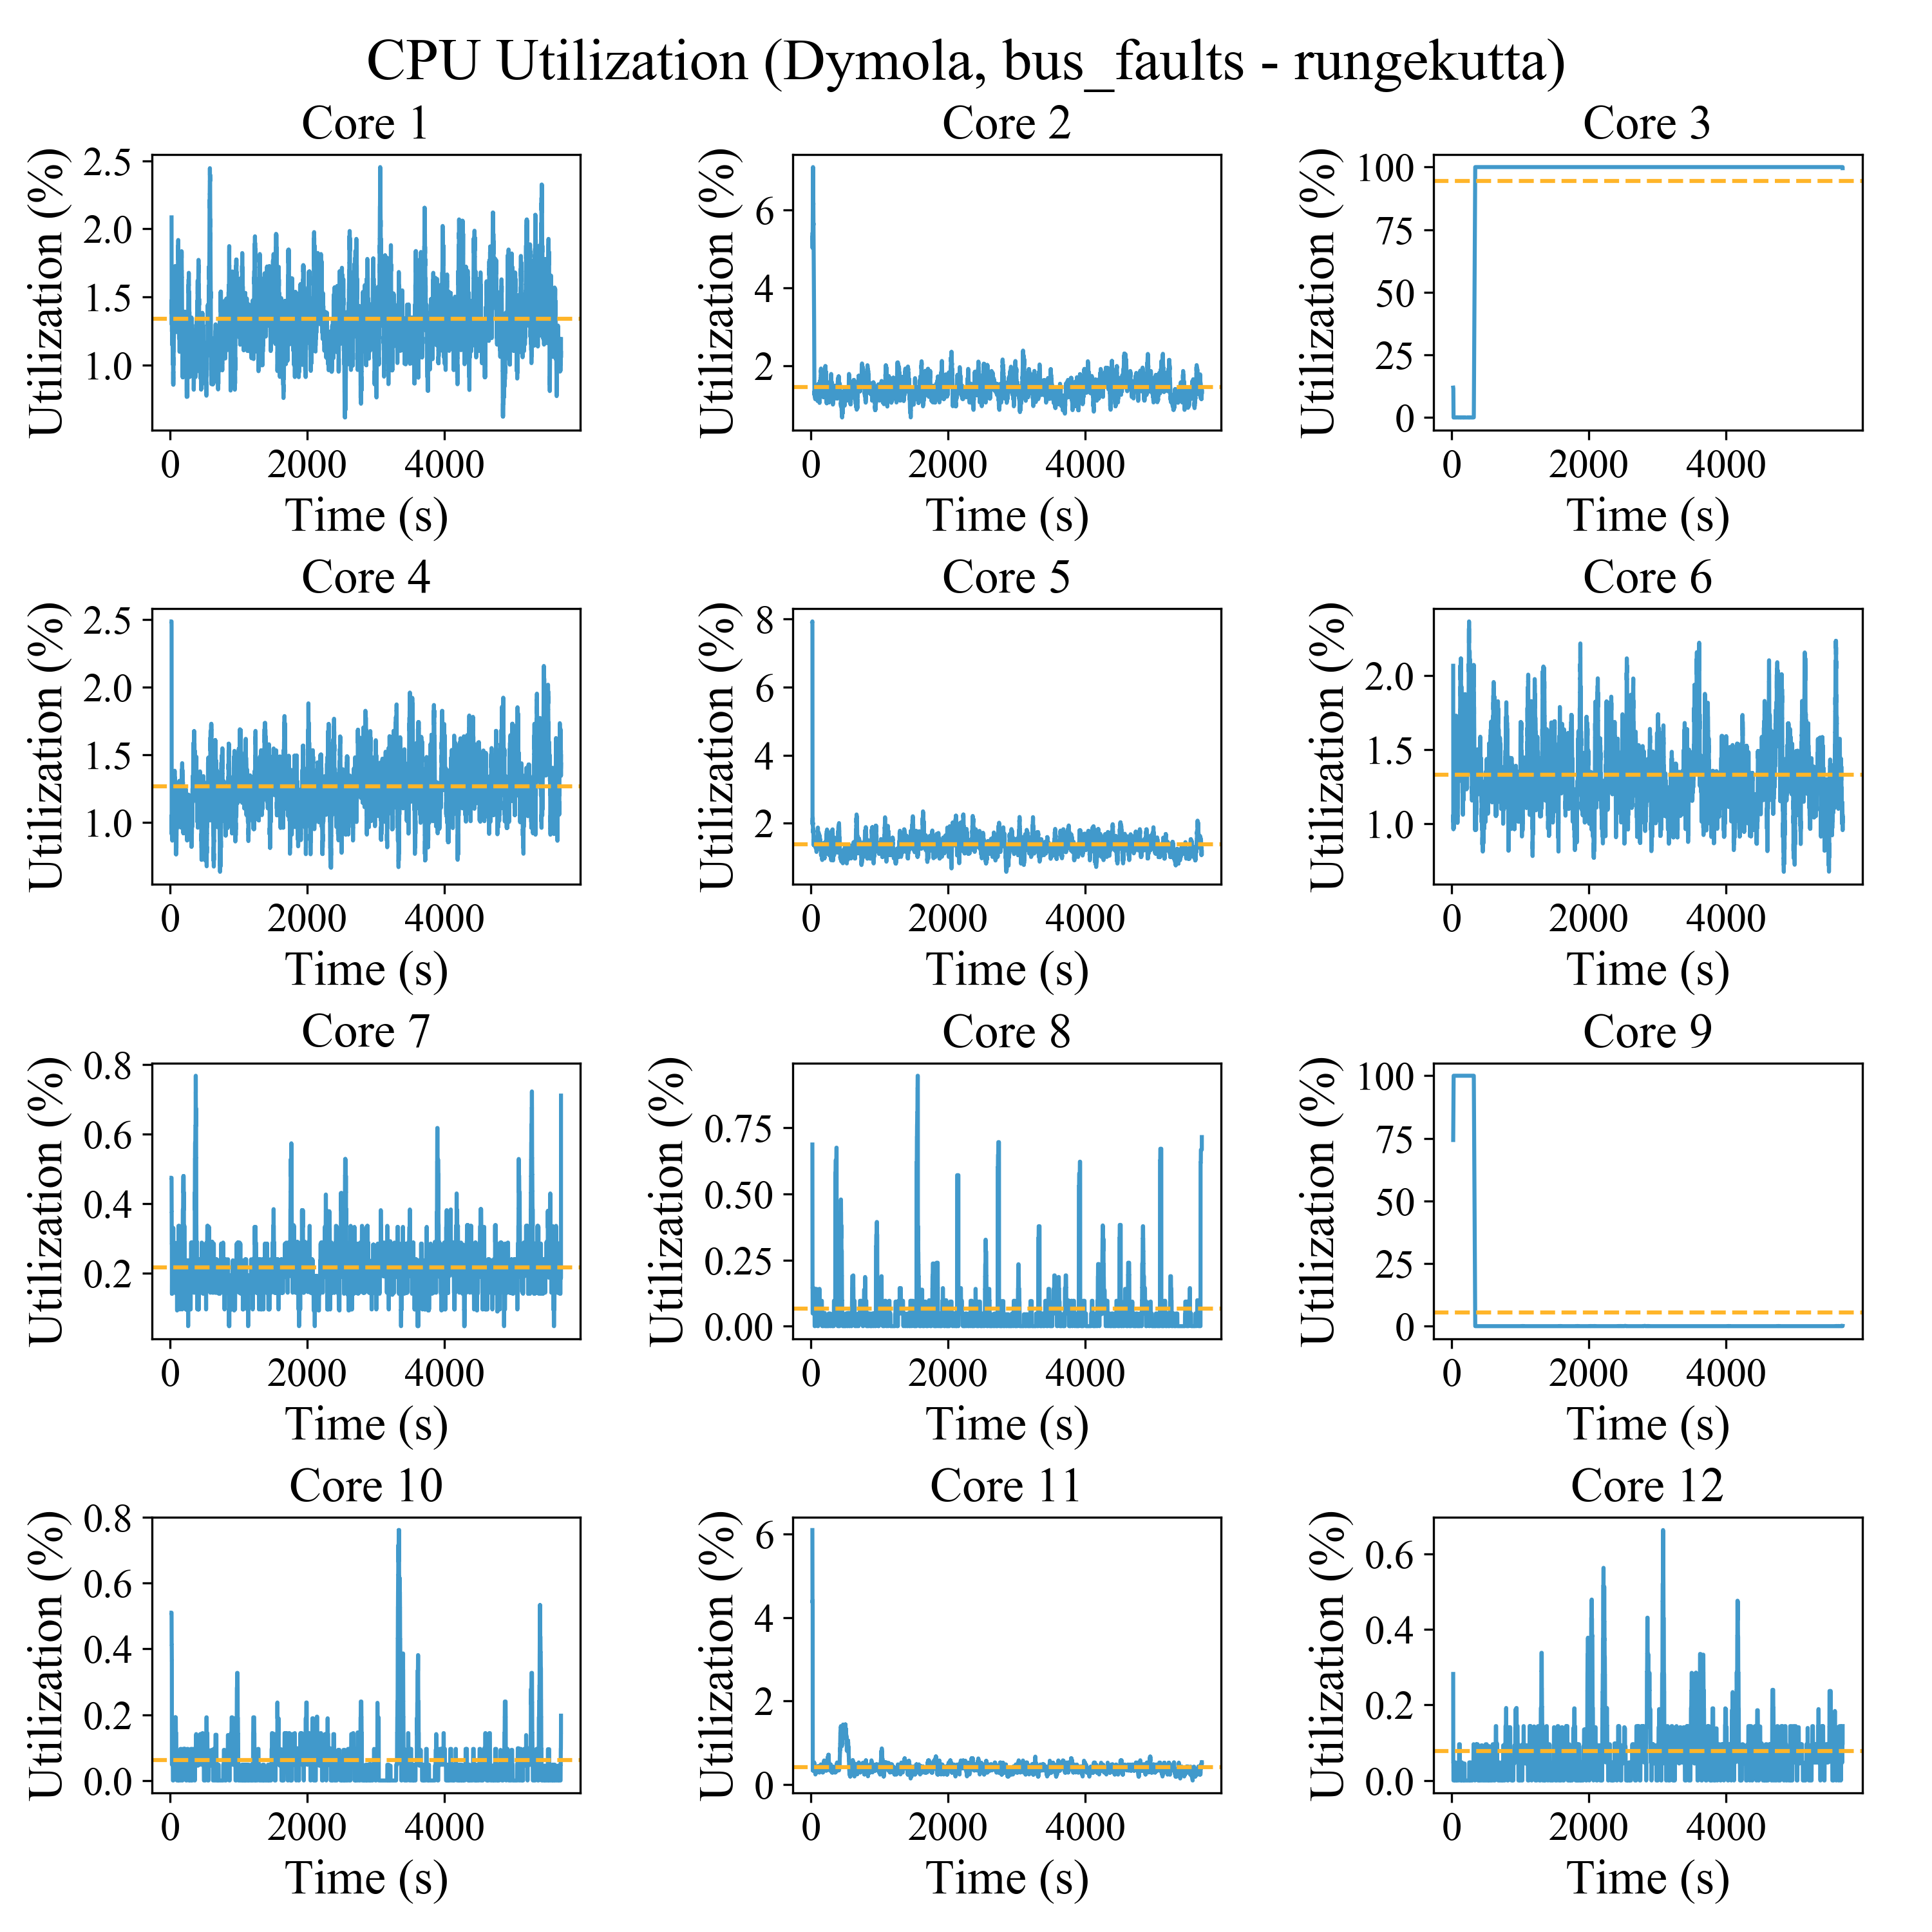 CPU Utilization (Dymola, bus_faults - rungekutta)
Core 1
Core 2
Core 3
Utilization (%)
2.5
2.0
1.5
1.0
0
2000
4000
Time (s)
Utilization (%)
6
4
2
0
2000
4000
Time (s)
Utilization (%)
100
75
50
25
0
0
2000
4000
Time (s)
Core 4
Core 5
Core 6
Utilization (%)
2.5
2.0
1.5
1.0
0
2000
4000
Time (s)
Utilization (%)
8
6
4
2
0
2000
4000
Time (s)
Utilization (%)
2.0
1.5
1.0
0
2000
4000
Time (s)
Core 7
Core 8
Core 9
Utilization (%)
0.8
0.6
0.4
0.2
0
2000
4000
Time (s)
Utilization (%)
0.75
0.50
0.25
0.00
0
2000
4000
Time (s)
Utilization (%)
100
75
50
25
0
0
2000
4000
Time (s)
Core 10
Core 11
Core 12
Utilization (%)
0.8
0.6
0.4
0.2
0.0
0
2000
4000
Time (s)
Utilization (%)
6
4
2
0
0
2000
4000
Time (s)
Utilization (%)
0.6
0.4
0.2
0.0
0
2000
4000
Time (s)